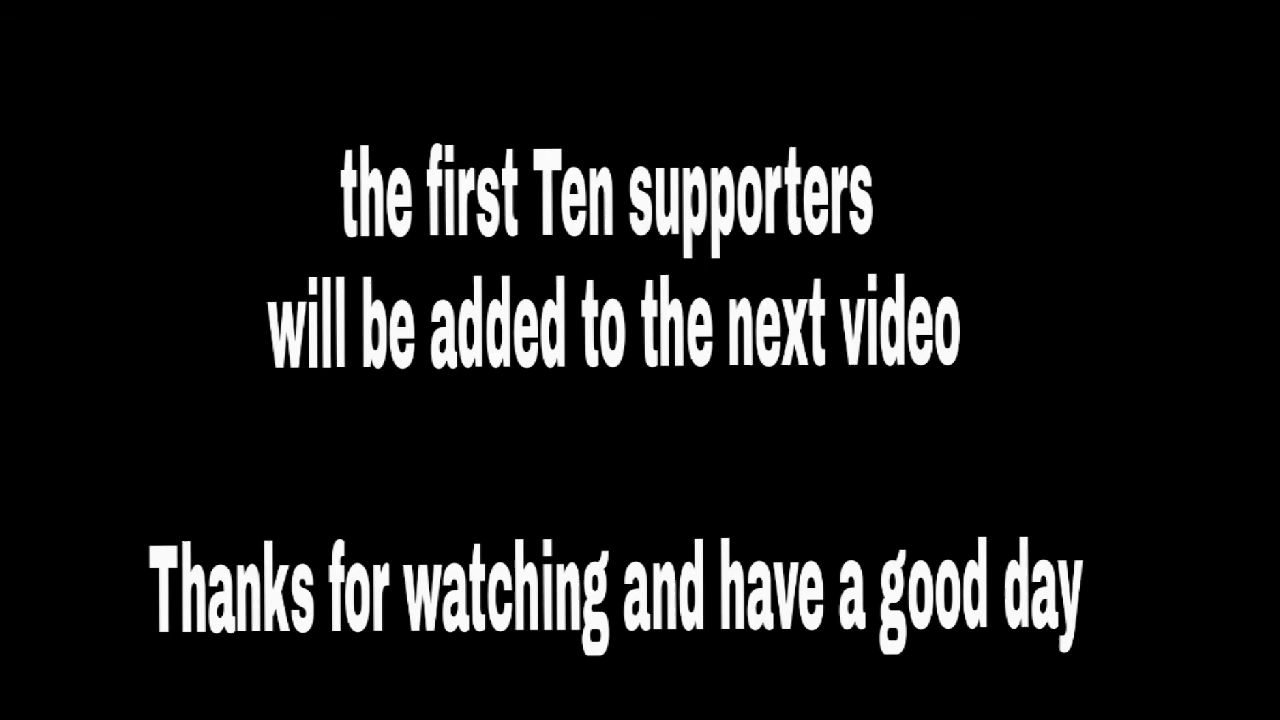 the first Ten supporters
will be added to the next video
Thanks for watching and have a good day